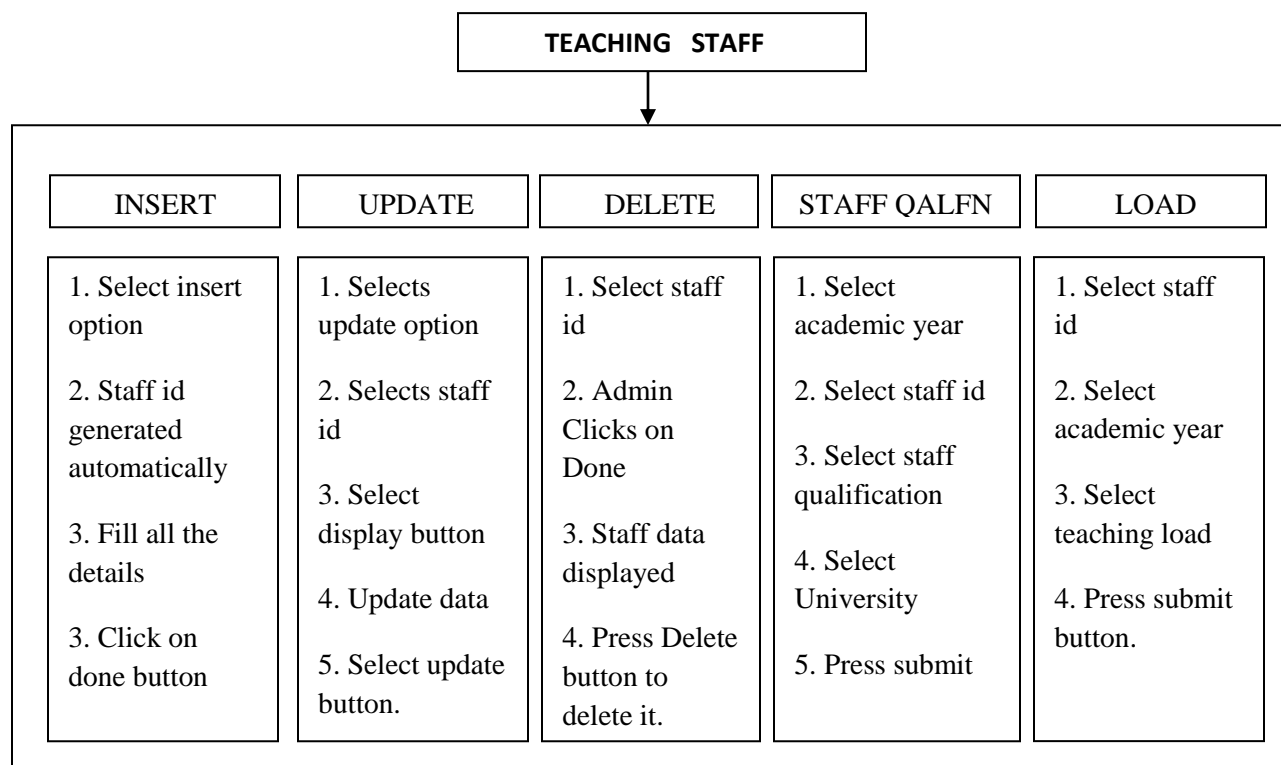 TEACHING STAFF
INSERT
UPDATE
DELETE
STAFF QALFN
LOAD
1. Select insert
option
2. Staff id
generated
automatically
3. Fill all the
details
3. Click on
done button
1. Selects
update option
2. Selects staff
id
3. Select
display button
4. Update data
5. Select update
button.
1. Select staff
id
2. Admin
Clicks on
Done
3. Staff data
displayed
4. Press Delete
button to
delete it.
1. Select
academic year
2. Select staff id
3. Select staff
qualification
4. Select
University
5. Press submit
1. Select staff
id
2. Select
academic year
3. Select
teaching load
4. Press submit
button.